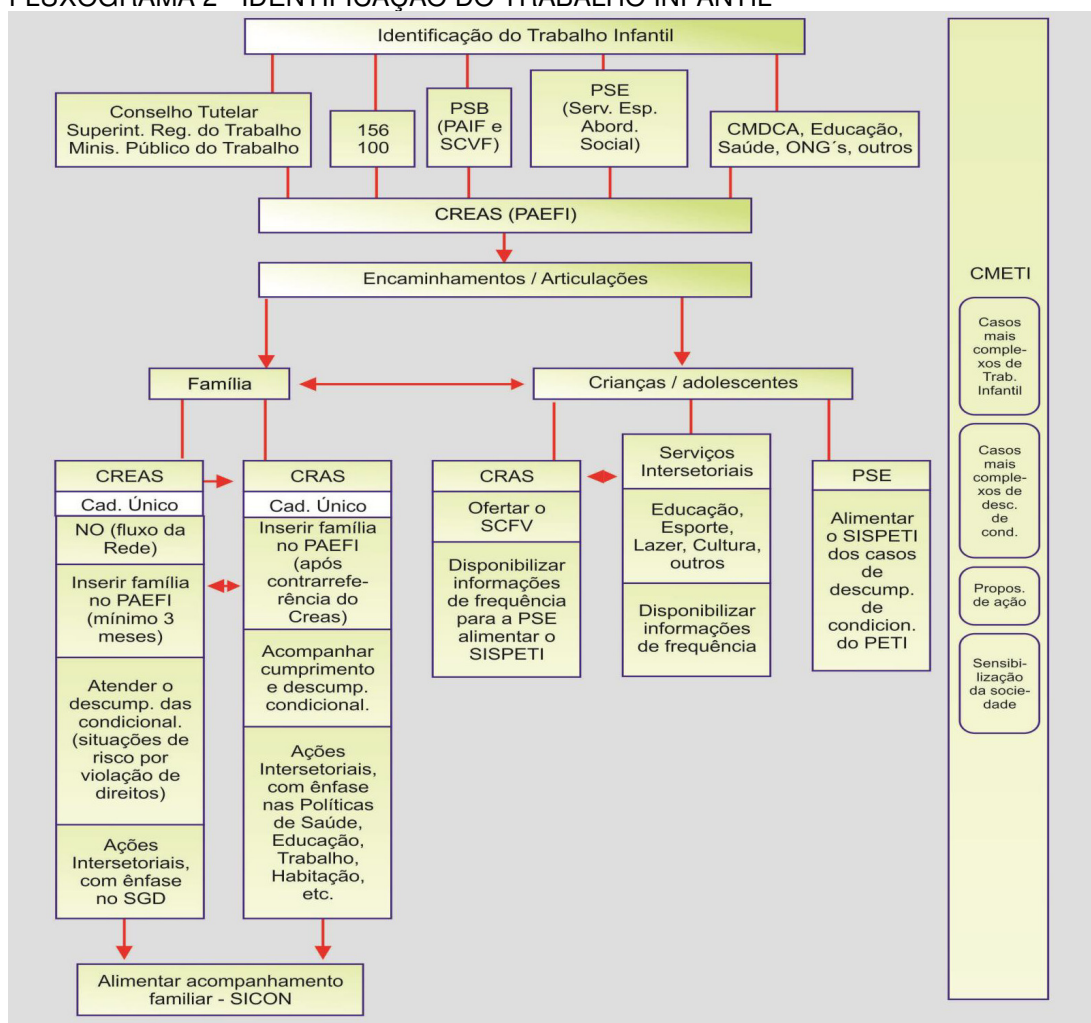 FLUXOGRAMA 2 - IDENTIFICAÇÃO DO TRABALHO INFANTIL
Identificação do Trabalho Infantil
Conselho Tutelar
Superint. Reg. do Trabalho
Minis. Público do Trabalho
156
100
PSB
(PAIF e
SCVF)
PSE
(Serv. Esp.
Abord.
Social)
CMDCA, Educação,
Saúde, ONG´s, outros
CREAS (PAEFI)
Encaminhamentos / Articulações
Família
Crianças / adolescentes
CREAS
Cad. Único
NO (fluxo da
Rede)
Inserir família
no PAEFI
(mínimo 3
meses)
Atender o
descump. das
condicional.
(situações de
risco por
violação de
direitos)
Ações
Intersetoriais,
com ênfase
no SGD
CRAS
Cad. Único
Inserir família
no PAEFI
(após
contrarrefe-
rência do
Creas)
Acompanhar
cumprimento
e descump.
condicional.
Ações
Intersetoriais,
com ênfase
nas Políticas
de Saúde,
Educação,
Trabalho,
Habitação,
etc.
Alimentar acompanhamento
familiar - SICON
CRAS
Ofertar o
SCFV
Disponibilizar
informações
de frequência
para a PSE
alimentar o
SISPETI
Serviços
Intersetoriais
Educação,
Esporte,
Lazer, Cultura,
outros
Disponibilizar
informações
de frequência
PSE
Alimentar
o SISPETI
dos casos
de
descump.
de
condicion.
do PETI
CMETI
Casos
mais
comple-
xos de
Trab.
Infantil
Casos
mais
comple-
xos de
desc.
de
cond.
Propos.
de ação
Sensibi-
lização
da socie-
dade